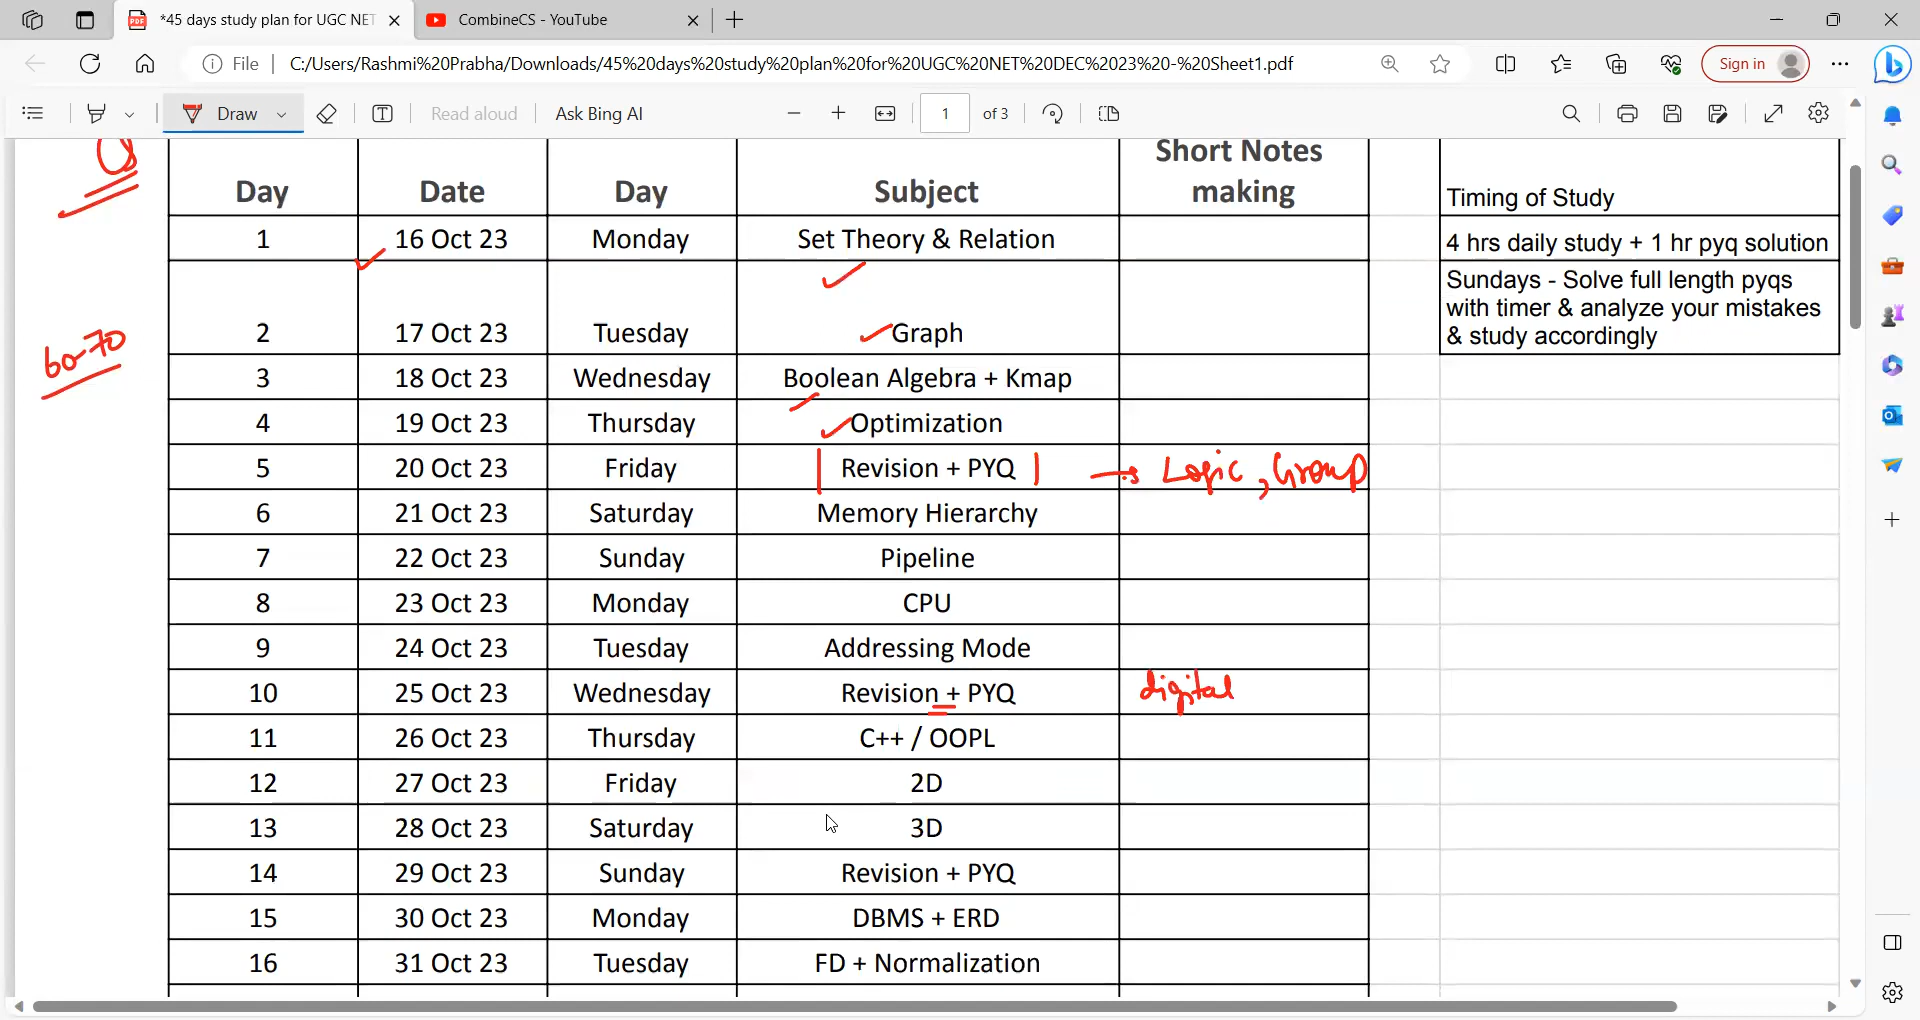 *45 days study plan for UGC NET
CombineCS - YouTube
File
C:/Users/Rashmi%20Prabha/Downloads/45%20days%20study%20plan%20for%20UGC%20NET%20DEC%202023%20-%20Sheet1.pdf
Sign in
Draw
Read aloud
Ask Bing AI
1 of 3
Day Date Day Subject Short Notes making
Timing of Study
1 16 Oct 23 Monday Set Theory & Relation
4 hrs daily study + 1 hr pyq solution
Sundays - Solve full length pyqs
with timer & analyze your mistakes
& study accordingly
2 17 Oct 23 Tuesday Graph
60-70
3 18 Oct 23 Wednesday Boolean Algebra + Kmap
4 19 Oct 23 Thursday Optimization
5 20 Oct 23 Friday Revision + PYQ → Logic, Group
6 21 Oct 23 Saturday Memory Hierarchy
7 22 Oct 23 Sunday Pipeline
8 23 Oct 23 Monday CPU
9 24 Oct 23 Tuesday Addressing Mode
10 25 Oct 23 Wednesday Revision + PYQ digital
11 26 Oct 23 Thursday C++ / OOPL
12 27 Oct 23 Friday 2D
13 28 Oct 23 Saturday 3D
14 29 Oct 23 Sunday Revision + PYQ
15 30 Oct 23 Monday DBMS + ERD
16 31 Oct 23 Tuesday FD + Normalization